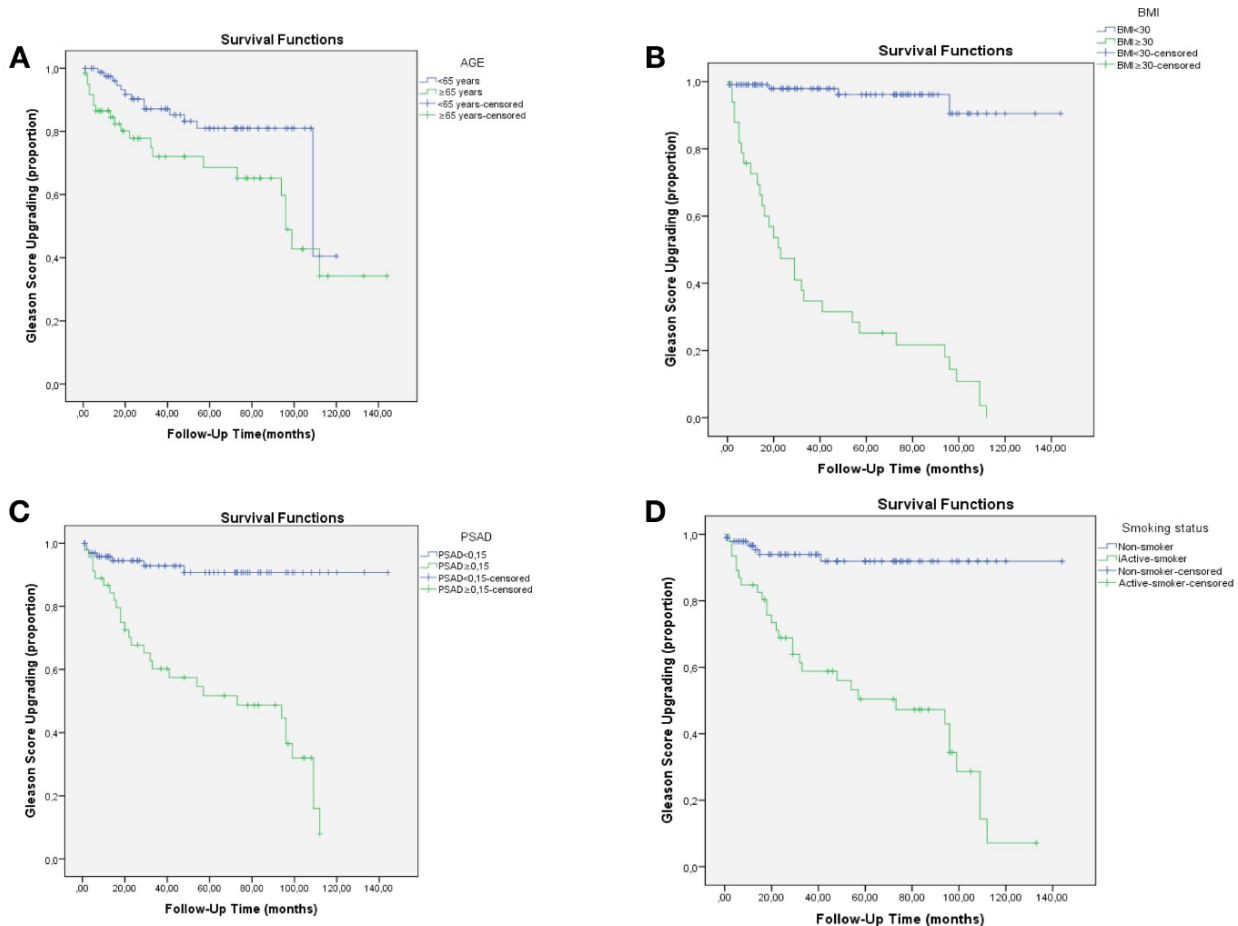 A
Survival Functions
AGE
<65 years
≥65 years
<65 years-censored
≥65 years-censored
Gleason Score Upgrading (proportion)
1,0
0,8
0,6
0,4
0,2
0,0
,00 20,00 40,00 60,00 80,00 100,00 120,00 140,00
Follow-Up Time(months)
B
Survival Functions
BMI
BMI<30
BMI≥30
BMI<30-censored
BMI≥30-censored
Gleason Score Upgrading (proportion)
1,0
0,8
0,6
0,4
0,2
0,0
,00 20,00 40,00 60,00 80,00 100,00 120,00 140,00
Follow-Up Time (months)
C
Survival Functions
PSAD
PSAD<0,15
PSAD≥0,15
PSAD<0,15-censored
PSAD≥0,15-censored
Gleason Score Upgrading (proportion)
1,0
0,8
0,6
0,4
0,2
0,0
,00 20,00 40,00 60,00 80,00 100,00 120,00 140,00
Follow-Up Time (months)
D
Survival Functions
Smoking status
Non-smoker
iActive-smoker
Non-smoker-censored
Active-smoker-censored
Gleason Score Upgrading (proportion)
1,0
0,8
0,6
0,4
0,2
0,0
,00 20,00 40,00 60,00 80,00 100,00 120,00 140,00
Follow-Up Time (months)